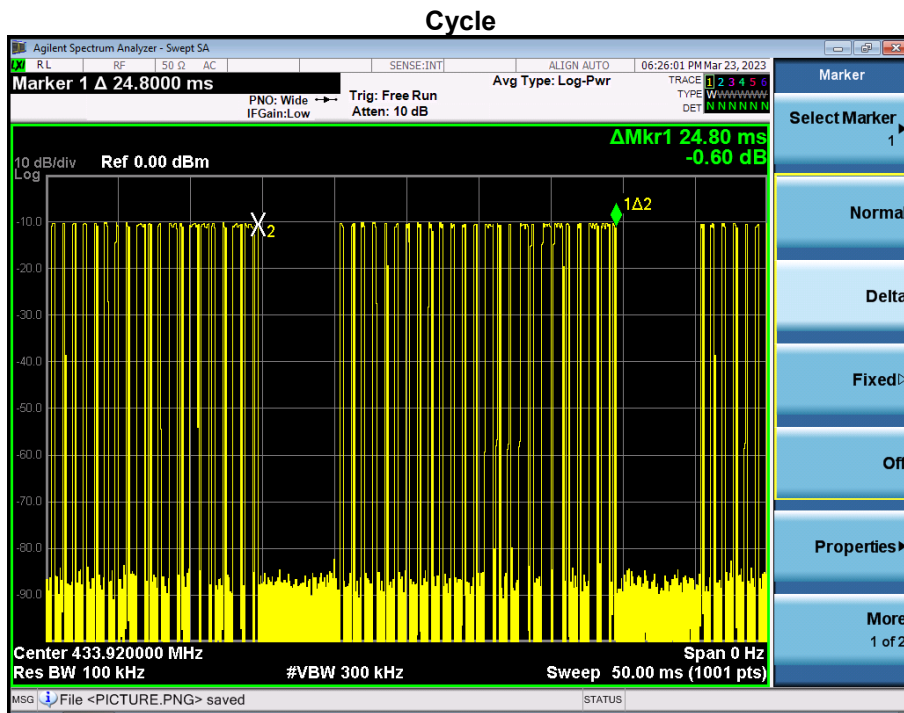 Cycle
Agilent Spectrum Analyzer - Swept SA
LXI RL RF 50 Ω AC SENSE:INT ALIGN AUTO 06:26:01 PM Mar 23, 2023
Marker 1 Δ 24.8000 ms
PNO: Wide
IFGain:Low
Trig: Free Run
Atten: 10 dB
Avg Type: Log-Pwr
TRACE 1 2 3 4 5 6
TYPE WWWWWW
DET N N N N N N
Marker
Select Marker
1
ΔMkr1 24.80 ms
-0.60 dB
10 dB/div Ref 0.00 dBm
Log
1Δ2
2
-10.0
-20.0
-30.0
-40.0
-50.0
-60.0
-70.0
-80.0
-90.0
Normal
Delta
Fixed
Off
Properties
More
1 of 2
Center 433.920000 MHz Span 0 Hz
Res BW 100 kHz #VBW 300 kHz Sweep 50.00 ms (1001 pts)
MSG File <PICTURE.PNG> saved STATUS